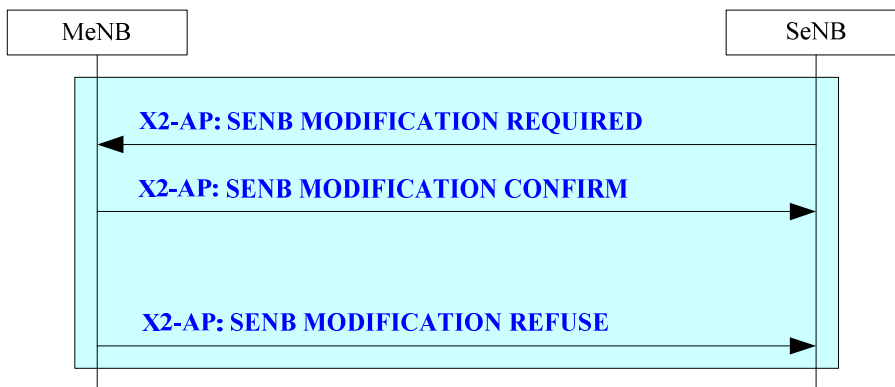 MeNB
SeNB
X2-AP: SENB MODIFICATION REQUIRED
X2-AP: SENB MODIFICATION CONFIRM
X2-AP: SENB MODIFICATION REFUSE